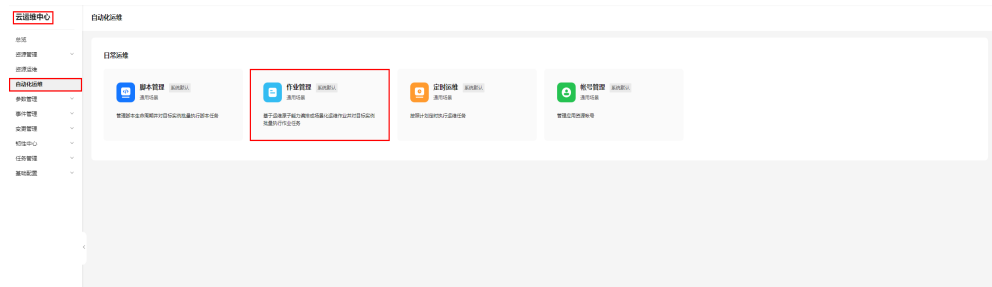 云运维中心
自动化运维
总览
资源管理
资源运维
自动化运维
参数管理
事件管理
变更管理
韧性中心
任务管理
基础配置
日常运维
脚本管理 系统默认
通用场景
管理脚本生命周期并对目标实例批量执行脚本任务
作业管理 系统默认
通用场景
基于运维原子能力编排成场景化运维作业并对目标实例
批量执行作业任务
定时运维 系统默认
通用场景
按照计划定时执行运维任务
帐号管理 系统默认
通用场景
管理应用资源帐号